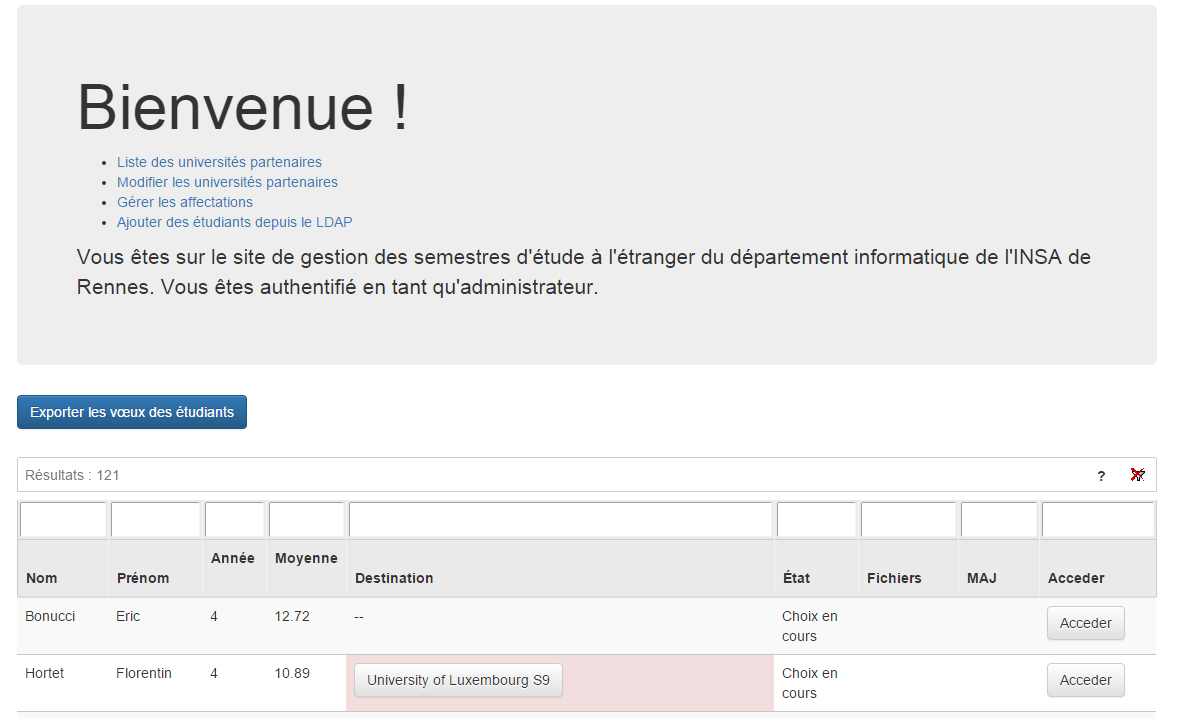 Bienvenue !
Liste des universités partenaires
Modifier les universités partenaires
Gérer les affectations
Ajouter des étudiants depuis le LDAP
Vous êtes sur le site de gestion des semestres d'étude à l'étranger du département informatique de l'INSA de
Rennes. Vous êtes authentifié en tant qu'administrateur.
Exporter les vœux des étudiants
Résultats : 121 ?
Nom Prénom Année Moyenne Destination État Fichiers MAJ Acceder
Bonucci Eric 4 12.72 -- Choix en Acceder
cours
Hortet Florentin 4 10.89 University of Luxembourg S9 Choix en Acceder
cours